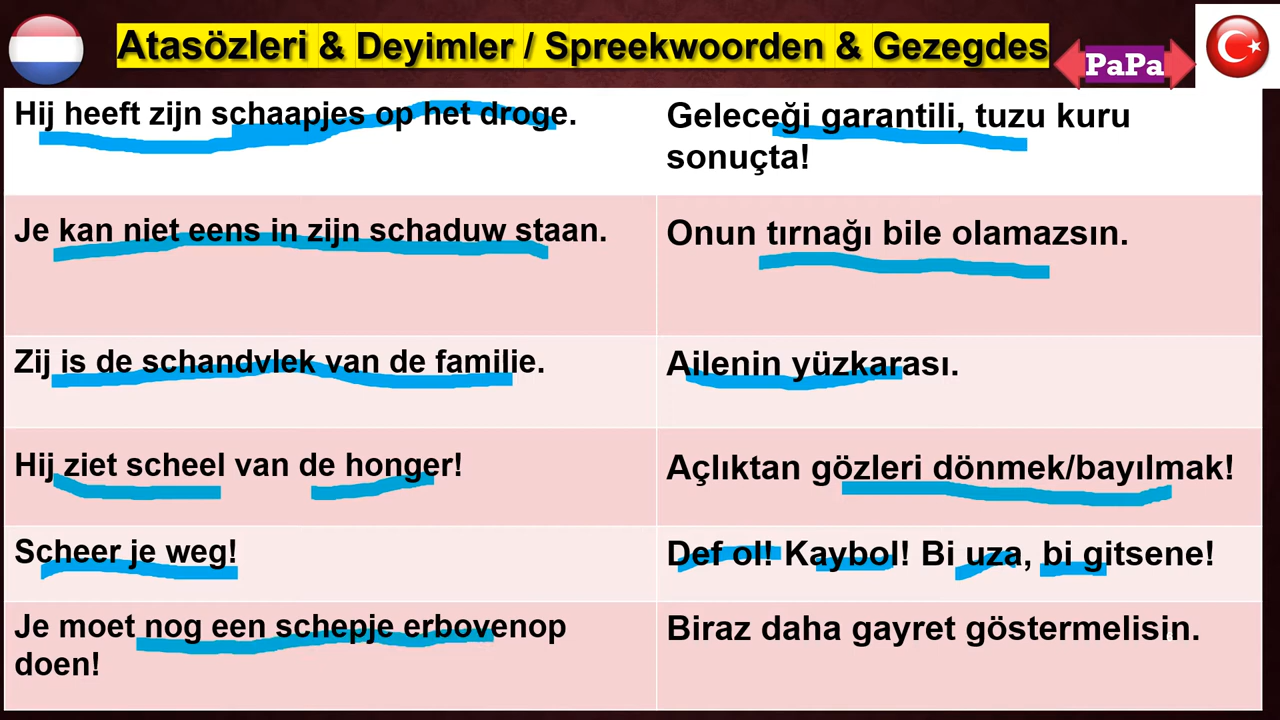 Atasözleri & Deyimler / Spreekwoorden & Gezegdes
PaPa
Hij heeft zijn schaapjes op het droge.
Geleceği garantili, tuzu kuru
sonuçta!
Je kan niet eens in zijn schaduw staan.
Onun tırnağı bile olamazsın.
Zij is de schandvlek van de familie.
Ailenin yüzkarası.
Hij ziet scheel van de honger!
Açlıktan gözleri dönmek/bayılmak!
Scheer je weg!
Def ol! Kaybol! Bi uza, bi gitsene!
Je moet nog een schepje erbovenop
doen!
Biraz daha gayret göstermelisin.